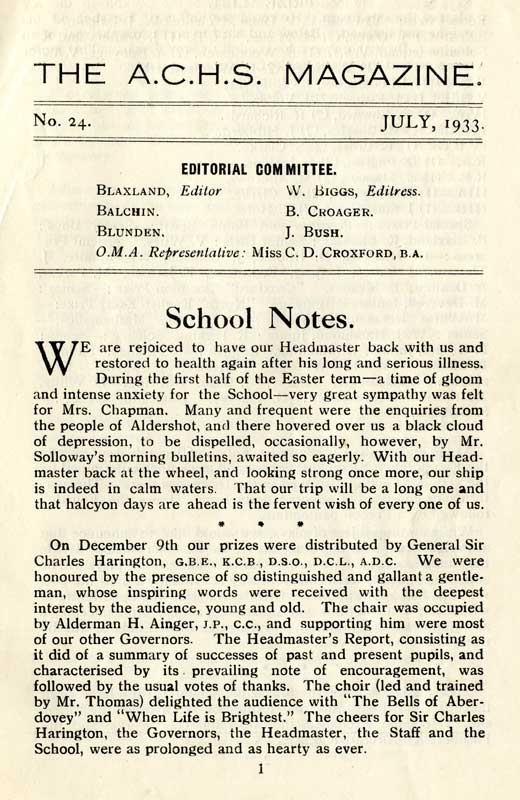 THE A.C.H.S. MAGAZINE.
No. 24. JULY, 1933.
EDITORIAL COMMITTEE.
BLAXLAND, Editor W. BIGGS, Editress.
BALCHIN. B. CROAGER.
BLUNDEN. J. BUSH.
O.M.A. Representative: Miss C. D. CROXFORD, B.A.
School Notes.
WE are rejoiced to have our Headmaster back with us and
restored to health again after his long and serious illness.
During the first half of the Easter term—a time of gloom
and intense anxiety for the School—very great sympathy was felt
for Mrs. Chapman. Many and frequent were the enquiries from
the people of Aldershot, and there hovered over us a black cloud
of depression, to be dispelled, occasionally, however, by Mr.
Solloway's morning bulletins, awaited so eagerly. With our Head-
master back at the wheel, and looking strong once more, our ship
is indeed in calm waters. That our trip will be a long one and
that halcyon days are ahead is the fervent wish of every one of us.
* * *
On December 9th our prizes were distributed by General Sir
Charles Harington, G.B.E., K.C.B., D.S.O., D.C.L., A.D.C. We were
honoured by the presence of so distinguished and gallant a gentle-
man, whose inspiring words were received with the deepest
interest by the audience, young and old. The chair was occupied
by Alderman H. Ainger, J.P., C.C., and supporting him were most
of our other Governors. The Headmaster's Report, consisting as
it did of a summary of successes of past and present pupils, and
characterised by its prevailing note of encouragement, was
followed by the usual votes of thanks. The choir (led and trained
by Mr. Thomas) delighted the audience with "The Bells of Aber-
dovey" and "When Life is Brightest." The cheers for Sir Charles
Harington, the Governors, the Headmaster, the Staff and the
School, were as prolonged and as hearty as ever.
1